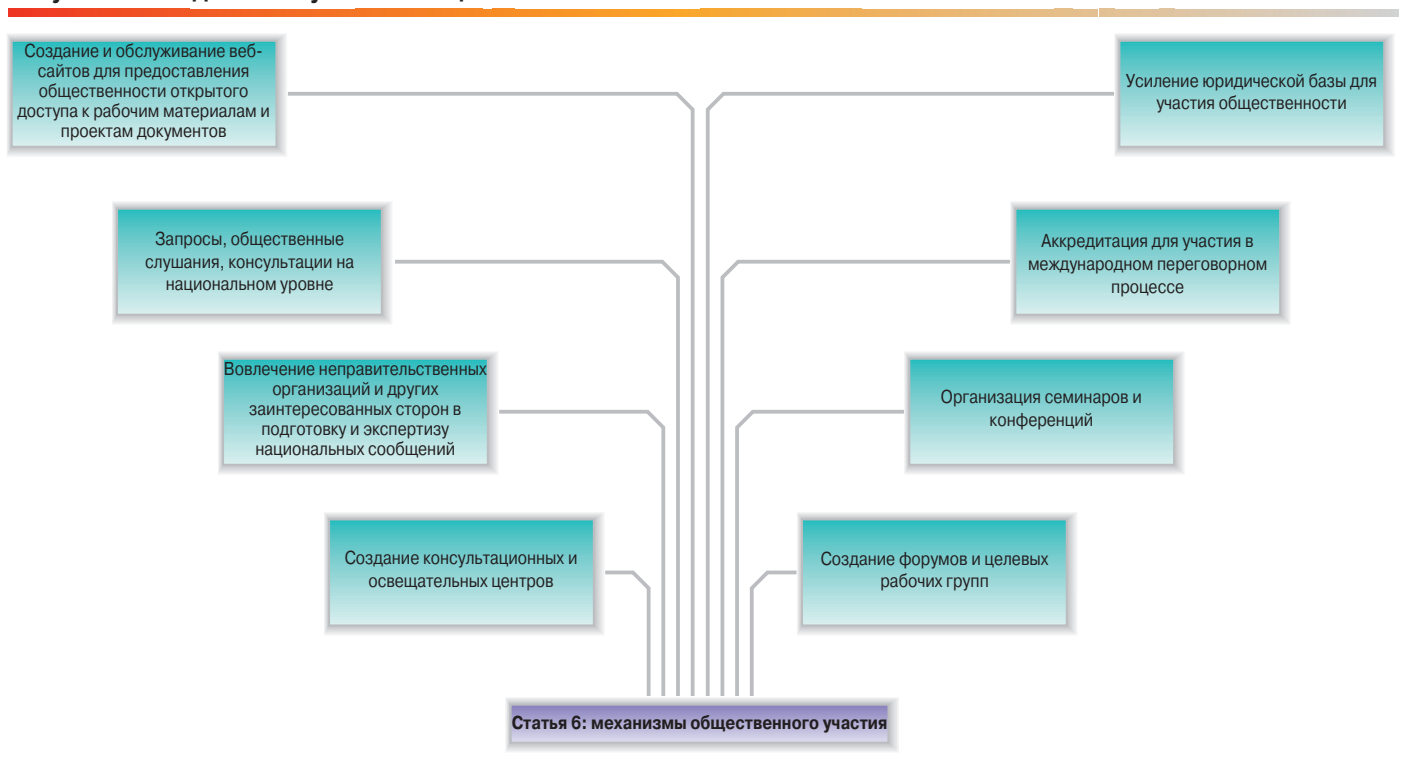 Создание и обслуживание веб-
сайтов для предоставления
общественности открытого
доступа к рабочим материалам и
проектам документов
Усиление юридической базы для
участия общественности
Запросы, общественные
слушания, консультации на
национальном уровне
Аккредитация для участия в
международном переговорном
процессе
Вовлечение неправительственных
организаций и других
заинтересованных сторон в
подготовку и экспертизу
национальных сообщений
Организация семинаров и
конференций
Создание консультационных и
освещательных центров
Создание форумов и целевых
рабочих групп
Статья 6: механизмы общественного участия